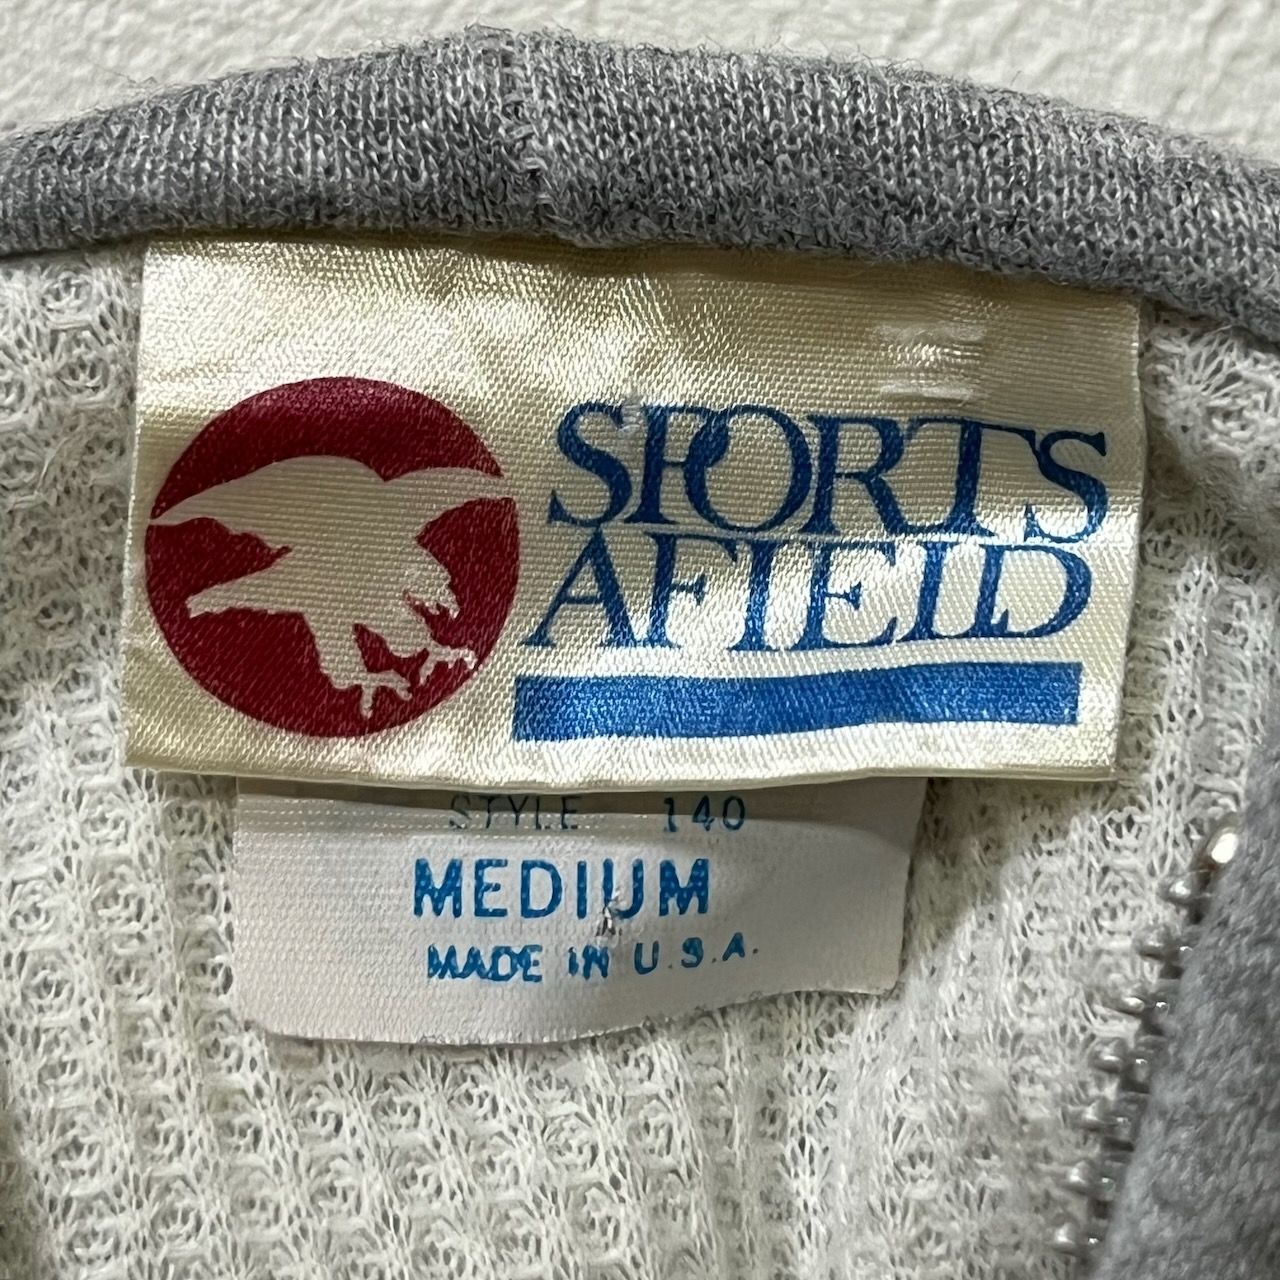 SPORTS
AFIELD
STYLE 140
MEDIUM
MADE IN U.S.A.